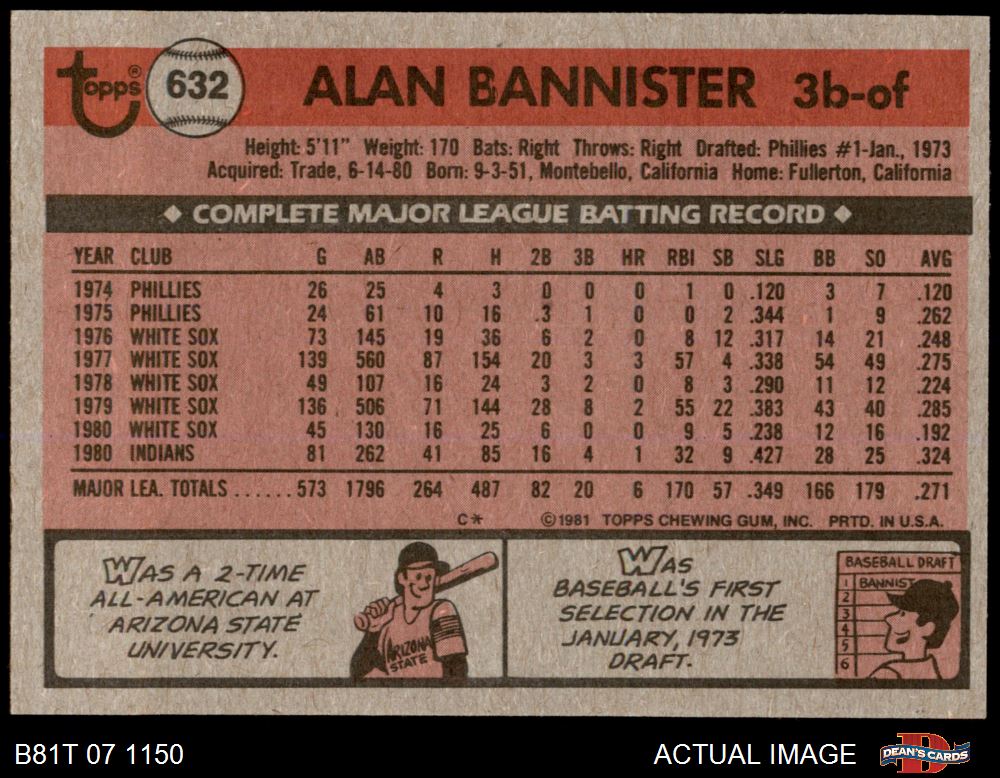 Topps® 632 ALAN BANNISTER 3b-of
Height: 5'11" Weight: 170 Bats: Right Throws: Right Drafted: Phillies #1-Jan., 1973
Acquired: Trade, 6-14-80 Born: 9-3-51, Montebello, California Home: Fullerton, California
◆ COMPLETE MAJOR LEAGUE BATTING RECORD ◆
YEAR CLUB G AB R H 2B 3B HR RBI SB SLG BB SO AVG
1974 PHILLIES 26 25 4 3 0 0 0 1 0 .120 3 7 .120
1975 PHILLIES 24 61 10 16 .3 1 0 0 2 .344 1 9 .262
1976 WHITE SOX 73 145 19 36 6 2 0 8 12 .317 14 21 .248
1977 WHITE SOX 139 560 87 154 20 3 3 57 4 .338 54 49 .275
1978 WHITE SOX 49 107 16 24 3 2 0 8 3 .290 11 12 .224
1979 WHITE SOX 136 506 71 144 28 8 2 55 22 .383 43 40 .285
1980 WHITE SOX 45 130 16 25 6 0 0 9 5 .238 12 16 .192
1980 INDIANS 81 262 41 85 16 4 1 32 9 .427 28 25 .324
MAJOR LEA. TOTALS ...... 573 1796 264 487 82 20 6 170 57 .349 166 179 .271
C* ©1981 TOPPS CHEWING GUM, INC. PRTD. IN U.S.A.
WAS A 2-TIME
ALL-AMERICAN AT
ARIZONA STATE
UNIVERSITY.
ARIZONA
STATE
WAS
BASEBALL'S FIRST
SELECTION IN THE
JANUARY, 1973
DRAFT.
BASEBALL DRAFT
1 BANNIST
2
3
4
5
6
B81T 07 1150 ACTUAL IMAGE DEAN'S CARDS